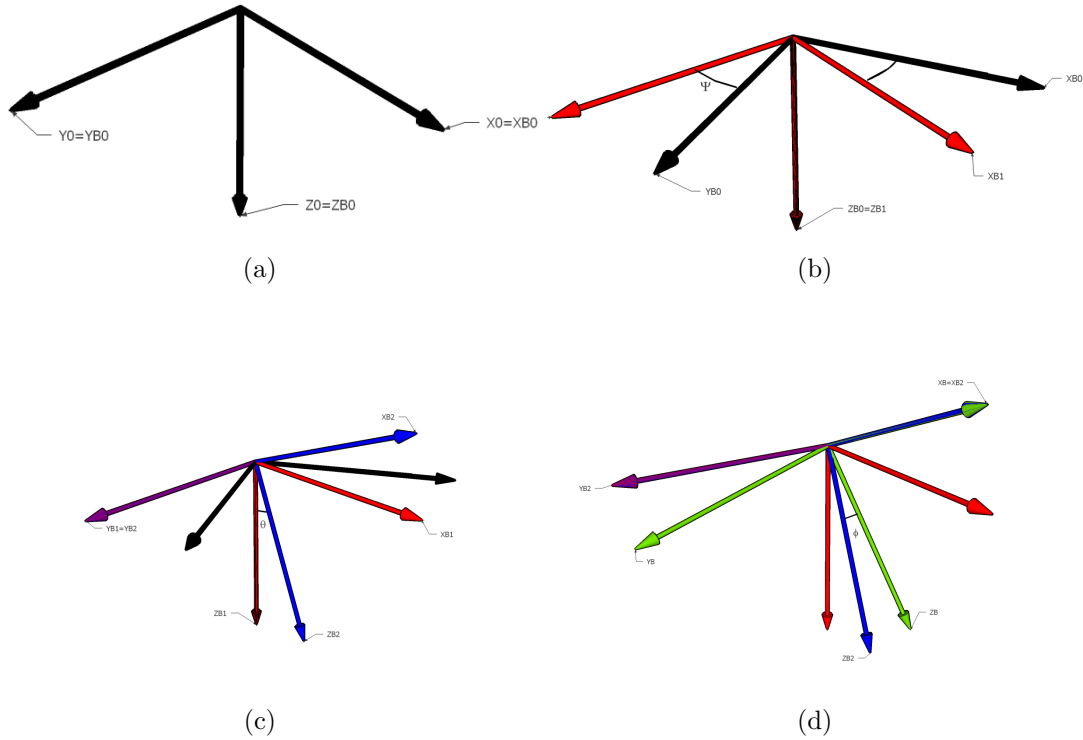 Y0=YB0
X0=XB0
Z0=ZB0
(a)
Ψ
XB0
XB1
YB0
ZB0=ZB1
(b)
XB2
YB1=YB2
θ
XB1
ZB1
ZB2
(c)
XB=XB2
YB2
ϕ
YB
ZB
ZB2
(d)